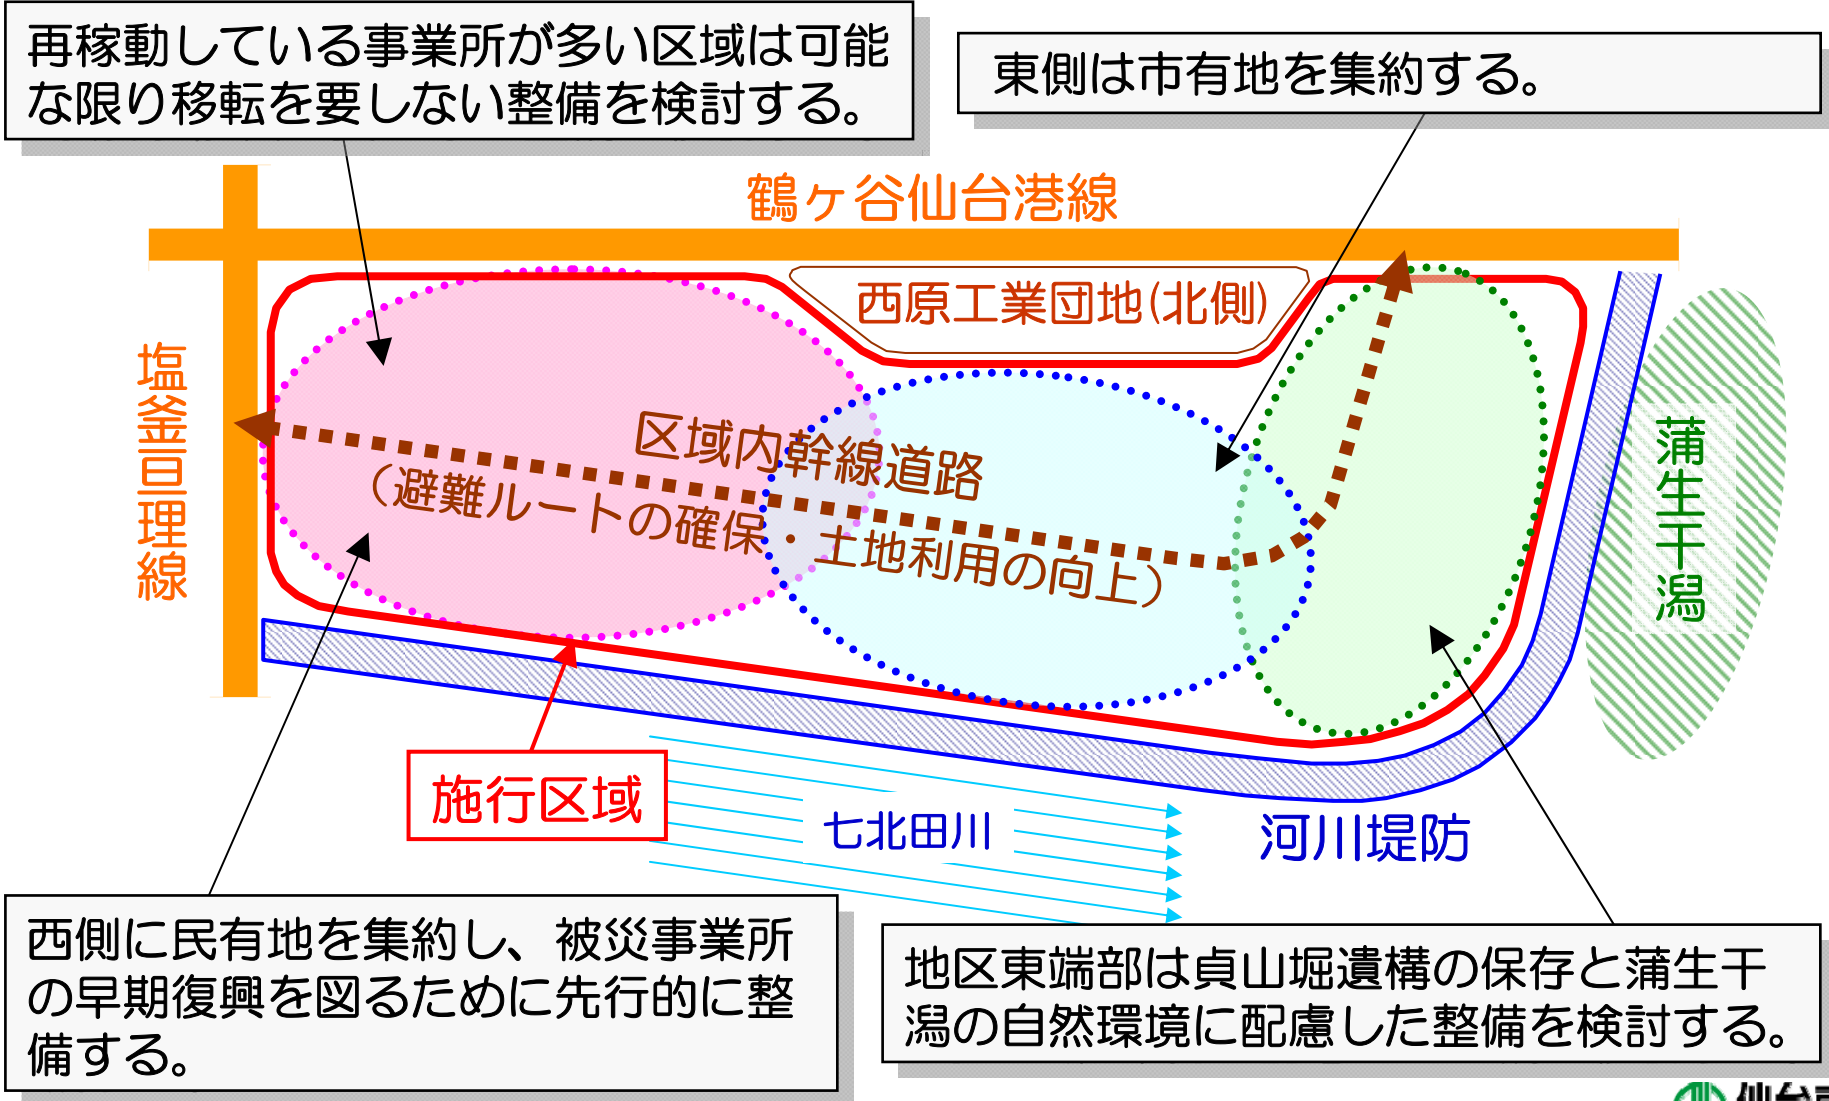 再稼動している事業所が多い区域は可能
な限り移転を要しない整備を検討する。
東側は市有地を集約する。
鶴ヶ谷仙台港線
西原工業団地(北側)
塩釜亘理線
区域内幹線道路
（避難ルートの確保・土地利用の向上）
蒲生干潟
施行区域
七北田川
河川堤防
西側に民有地を集約し、被災事業所
の早期復興を図るために先行的に整
備する。
地区東端部は貞山堀遺構の保存と蒲生干
潟の自然環境に配慮した整備を検討する。